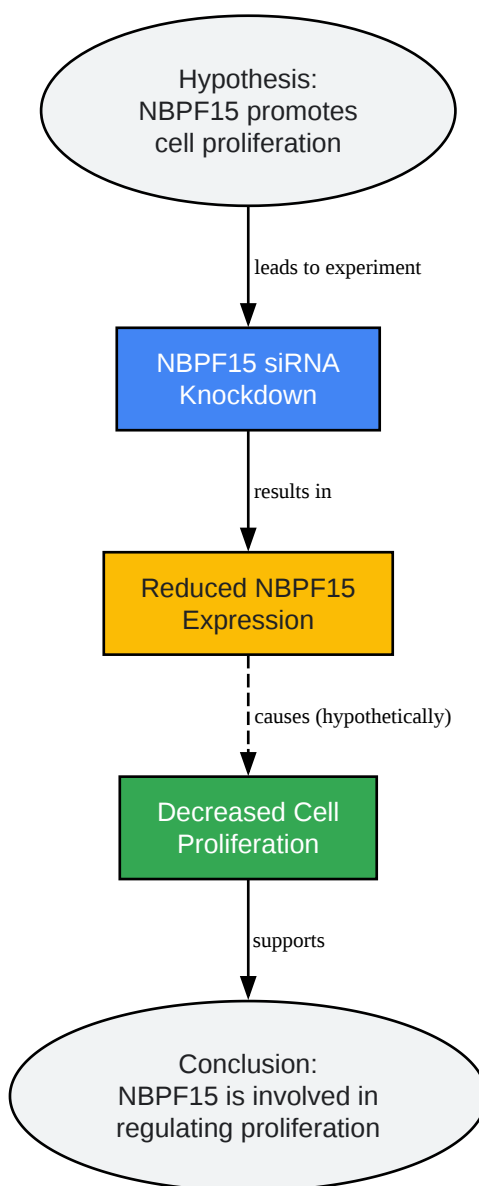 Hypothesis:
NBPF15 promotes
cell proliferation
leads to experiment
NBPF15 siRNA
Knockdown
results in
Reduced NBPF15
Expression
causes (hypothetically)
Decreased Cell
Proliferation
supports
Conclusion:
NBPF15 is involved in
regulating proliferation